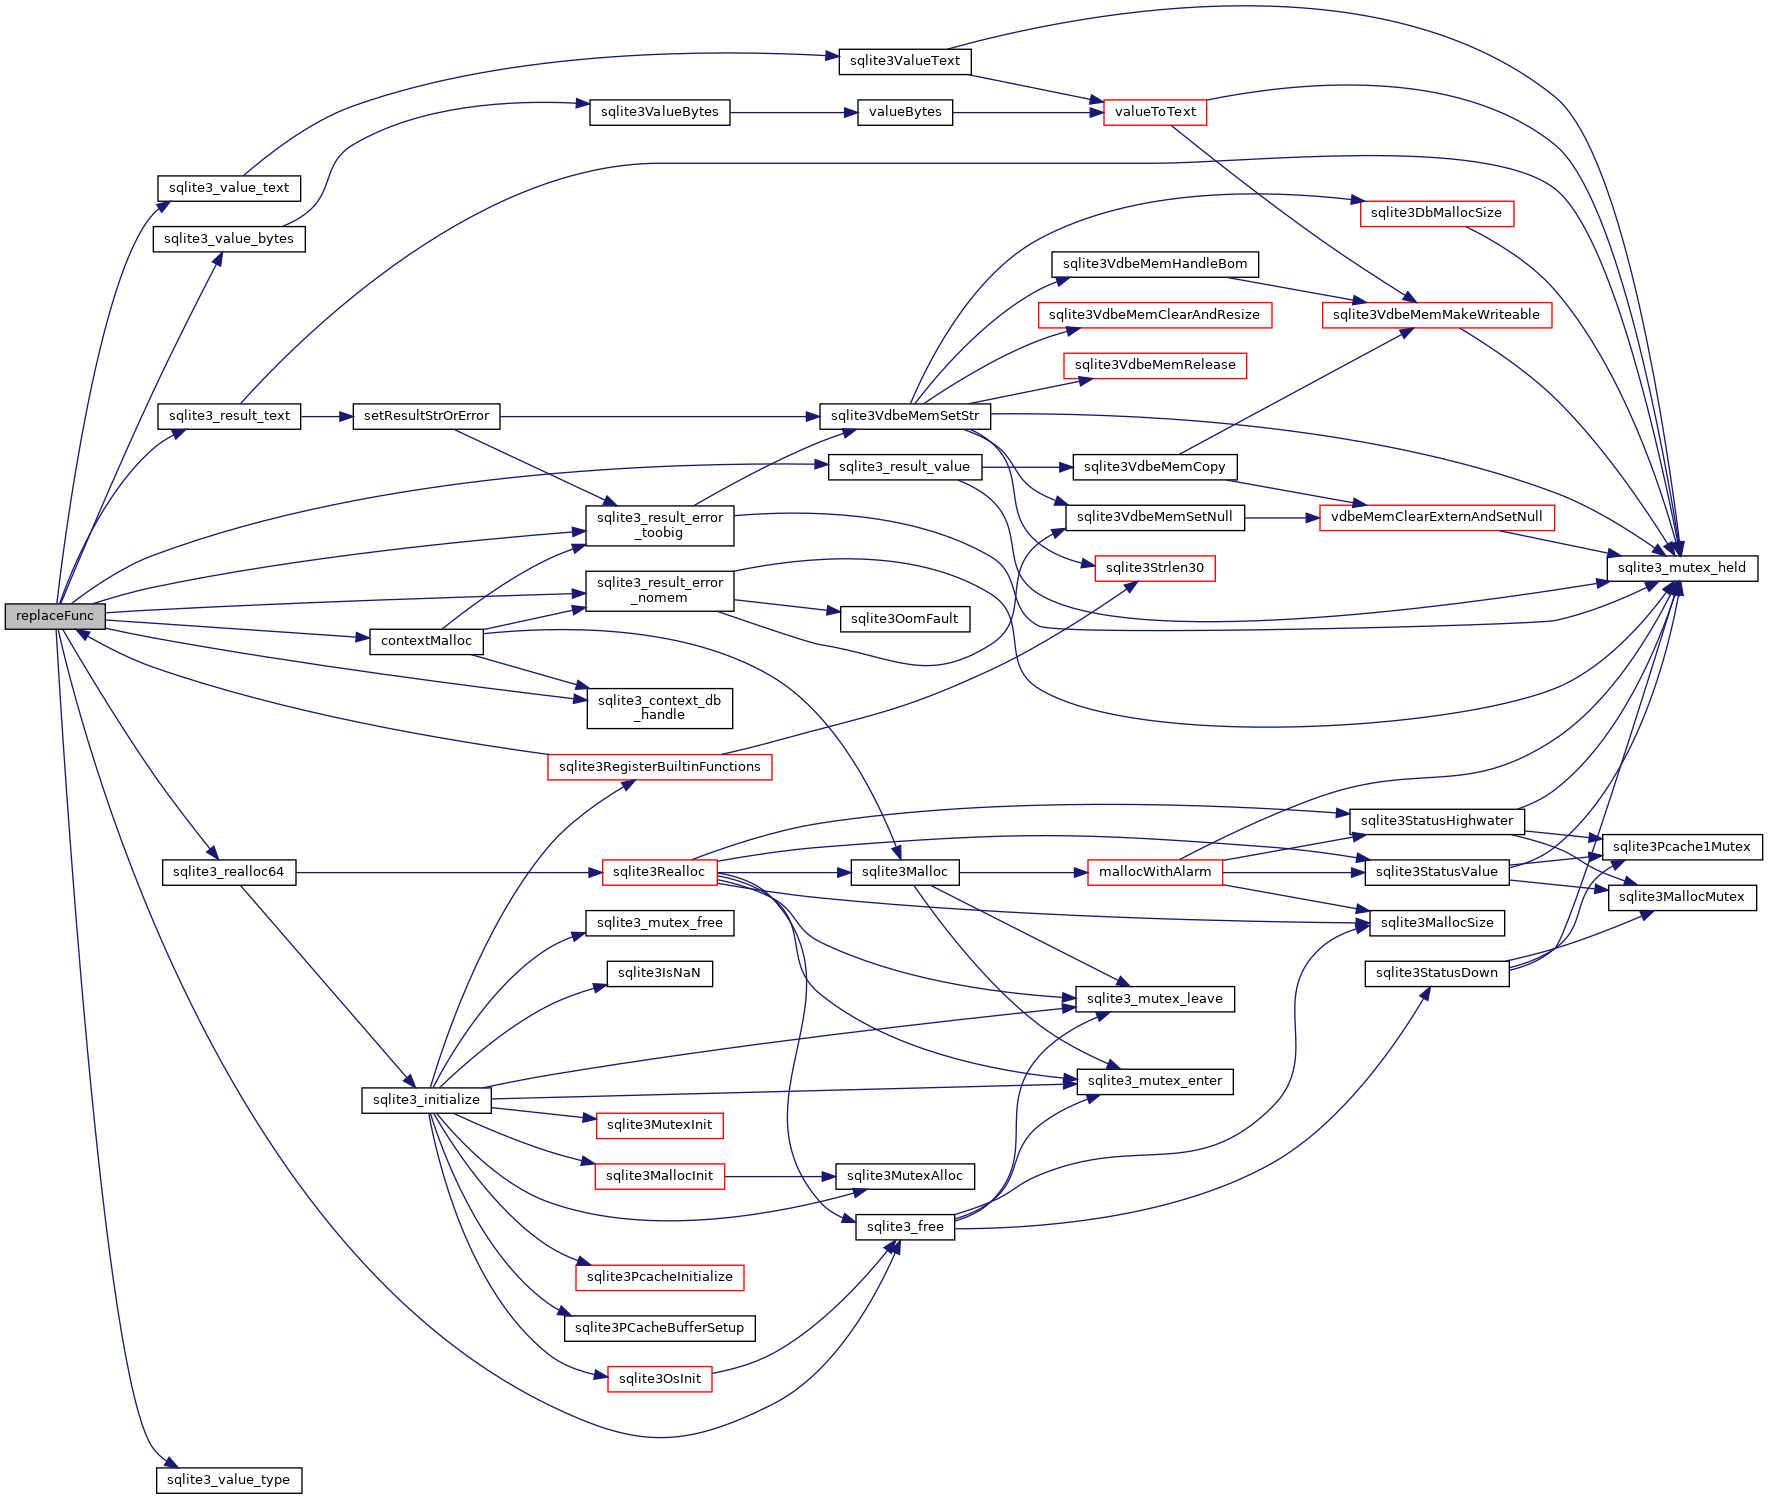 sqlite3ValueText
sqlite3ValueBytes
valueBytes
valueToText
sqlite3_value_text
sqlite3DbMallocSize
sqlite3_value_bytes
sqlite3VdbeMemHandleBom
sqlite3VdbeMemClearAndResize
sqlite3VdbeMemMakeWriteable
sqlite3VdbeMemRelease
sqlite3_result_text
setResultStrOrError
sqlite3VdbeMemSetStr
sqlite3_result_value
sqlite3VdbeMemCopy
sqlite3_result_error
_toobig
sqlite3VdbeMemSetNull
vdbeMemClearExternAndSetNull
sqlite3Strlen30
sqlite3_mutex_held
sqlite3_result_error
_nomem
replaceFunc
sqlite3OomFault
contextMalloc
sqlite3_context_db
_handle
sqlite3RegisterBuiltinFunctions
sqlite3StatusHighwater
sqlite3Pcache1Mutex
sqlite3_realloc64
sqlite3Realloc
sqlite3Malloc
mallocWithAlarm
sqlite3StatusValue
sqlite3MallocMutex
sqlite3_mutex_free
sqlite3MallocSize
sqlite3IsNaN
sqlite3StatusDown
sqlite3_mutex_leave
sqlite3_mutex_enter
sqlite3_initialize
sqlite3MutexInit
sqlite3MallocInit
sqlite3MutexAlloc
sqlite3_free
sqlite3PcacheInitialize
sqlite3PCacheBufferSetup
sqlite3OsInit
sqlite3_value_type